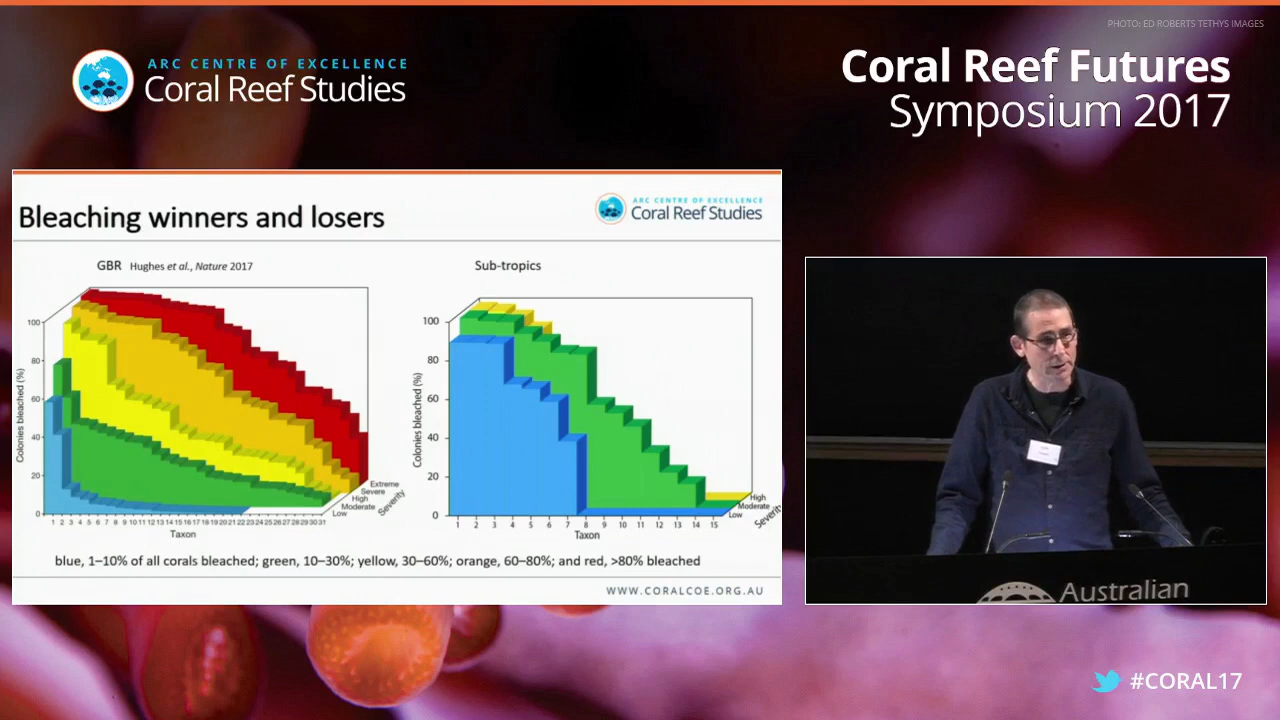 PHOTO: ED ROBERTS TETHYS IMAGES
ARC CENTRE OF EXCELLENCE
Coral Reef Studies
Coral Reef Futures
Symposium 2017
Bleaching winners and losers
ARC CENTRE OF EXCELLENCE
Coral Reef Studies
GBR Hughes et al., Nature 2017
Colonies bleached (%)
100
80
60
40
20
0
1 2 3 4 5 6 7 8 9 10 11 12 13 14 15 16 17 18 19 20 21 22 23 24 25 26 27 28 29 30 31
Taxon
Extreme
Severe
High
Moderate
Low
Severity
Sub-tropics
Colonies bleached (%)
100
80
60
40
20
0
1 2 3 4 5 6 7 8 9 10 11 12 13 14 15
Taxon
High
Moderate
Low
Severity
blue, 1–10% of all corals bleached; green, 10–30%; yellow, 30–60%; orange, 60–80%; and red, >80% bleached
WWW.CORALCOE.ORG.AU
Australian
#CORAL17